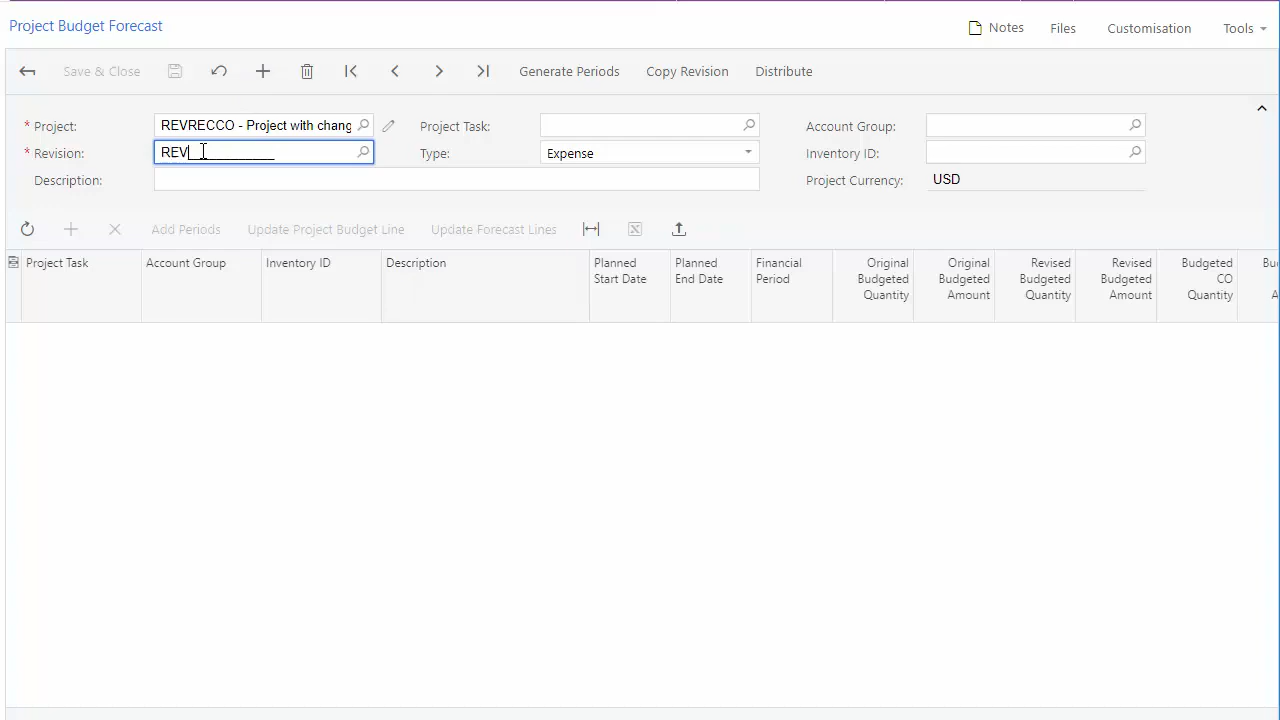 Project Budget Forecast
Notes Files Customisation Tools
Save & Close Generate Periods Copy Revision Distribute
* Project: REVRECCO - Project with chang Project Task: Account Group:
* Revision: REV____________ Type: Expense Inventory ID:
Description: Project Currency: USD
Add Periods Update Project Budget Line Update Forecast Lines
Project Task Account Group Inventory ID Description Planned Start Date Planned End Date Financial Period Original Budgeted Quantity Original Budgeted Amount Revised Budgeted Quantity Revised Budgeted Amount Budgeted CO Quantity